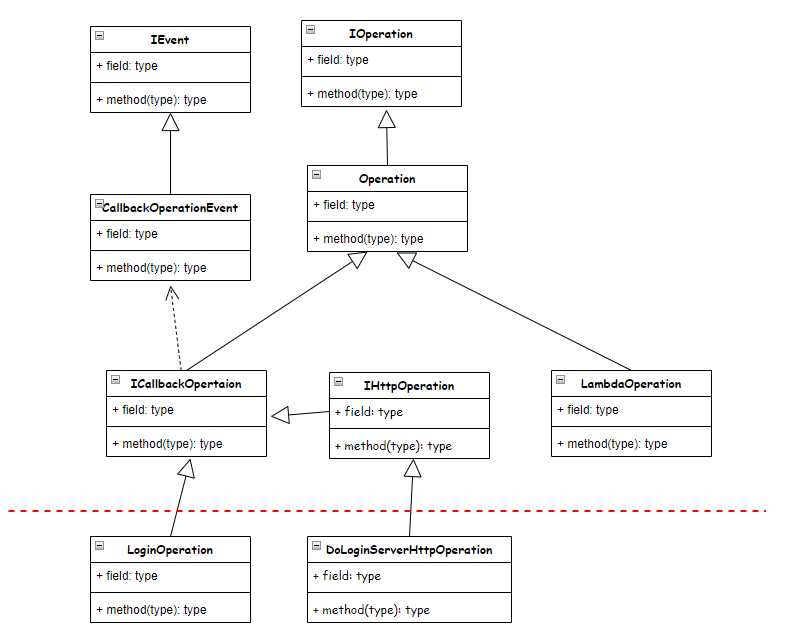 IEvent
+ field: type
+ method(type): type
IOperation
+ field: type
+ method(type): type
CallbackOperationEvent
+ field: type
+ method(type): type
Operation
+ field: type
+ method(type): type
ICallbackOpertaion
+ field: type
+ method(type): type
IHttpOperation
+ field: type
+ method(type): type
LambdaOperation
+ field: type
+ method(type): type
LoginOperation
+ field: type
+ method(type): type
DoLoginServerHttpOperation
+ field: type
+ method(type): type